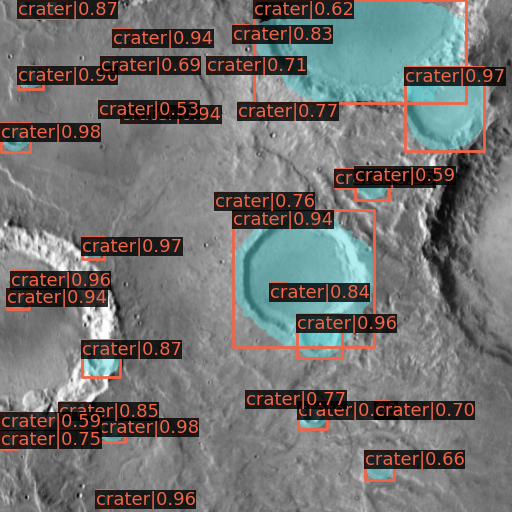 crater|0.87
crater|0.62
crater|0.83
crater|0.94
crater|0.69
crater|0.71
crater|0.97
crater|0.53
crater|0.94
crater|0.77
crater|0.98
crater|0.59
crater|0.76
crater|0.94
crater|0.97
crater|0.96
crater|0.94
crater|0.84
crater|0.96
crater|0.87
crater|0.77
crater|0.70
crater|0.85
crater|0.59
crater|0.98
crater|0.75
crater|0.66
crater|0.96